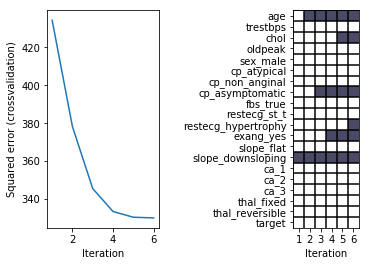 420
400
380
360
340
Squared error (crossvalidation)
2
4
6
Iteration
age
trestbps
chol
oldpeak
sex_male
cp_atypical
cp_non_anginal
cp_asymptomatic
fbs_true
restecg_st_t
restecg_hypertrophy
exang_yes
slope_flat
slope_downsloping
ca_1
ca_2
ca_3
thal_fixed
thal_reversible
target
1 2 3 4 5 6
Iteration